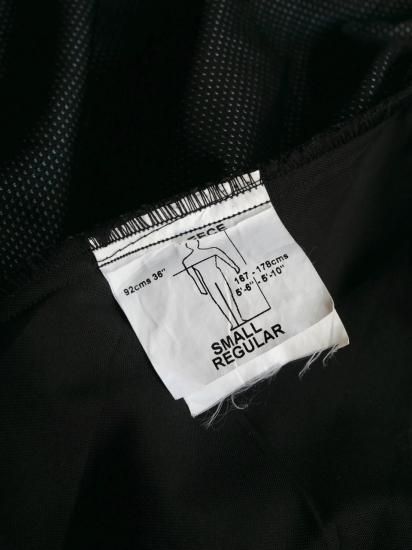 92cms 36"
167 - 178cms
5'-6" - 5'-10"
SMALL
REGULAR